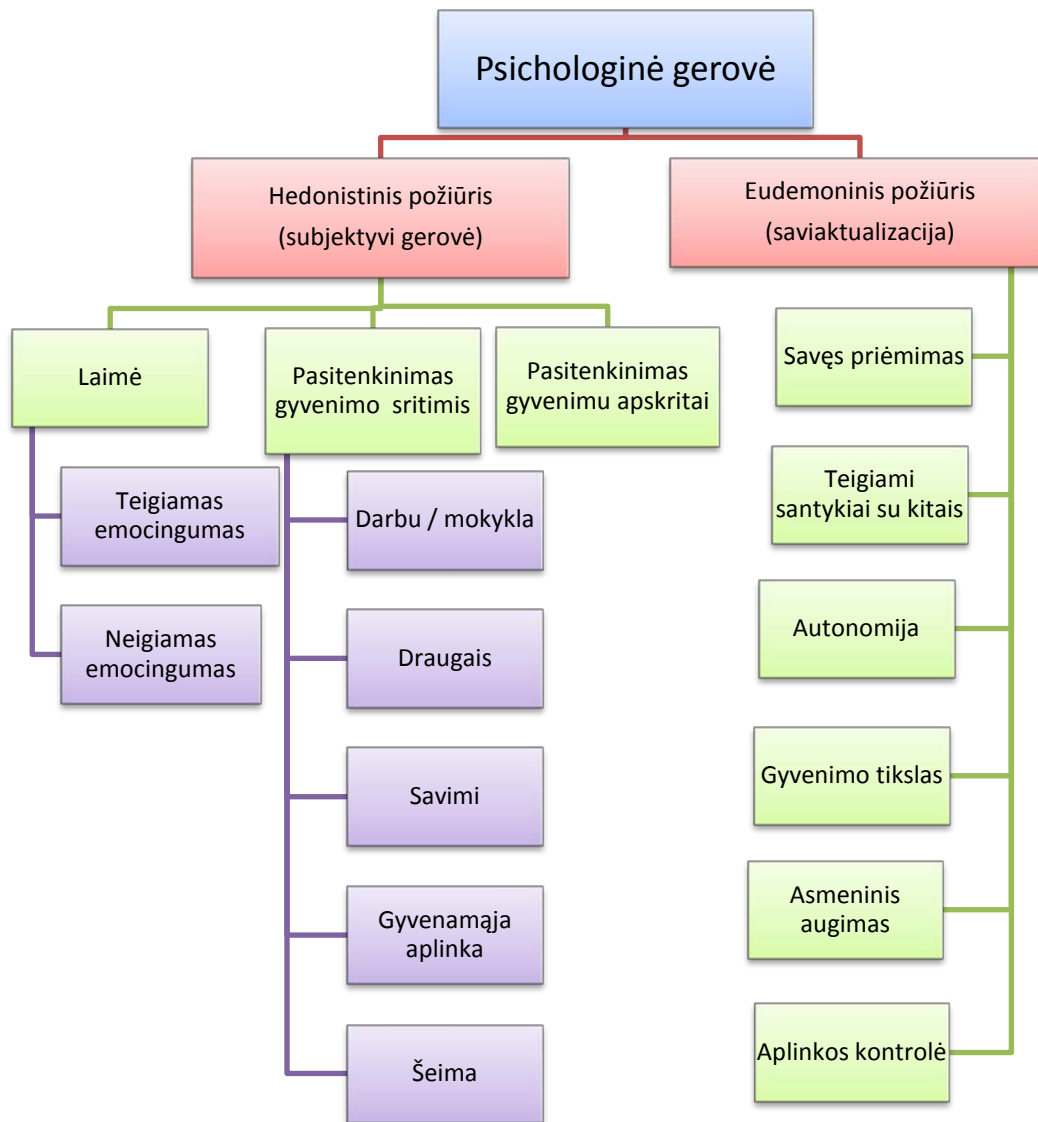 Psichologinė gerovė
Hedonistinis požiūris
(subjektyvi gerovė)
Eudemoninis požiūris
(saviaktualizacija)
Laimė
Pasitenkinimas
gyvenimo sritimis
Pasitenkinimas
gyvenimu apskritai
Teigiamas
emocingumas
Neigiamas
emocingumas
Darbu / mokykla
Draugais
Savimi
Gyvenamąja
aplinka
Šeima
Savęs priėmimas
Teigiami
santykiai su kitais
Autonomija
Gyvenimo tikslas
Asmeninis
augimas
Aplinkos kontrolė